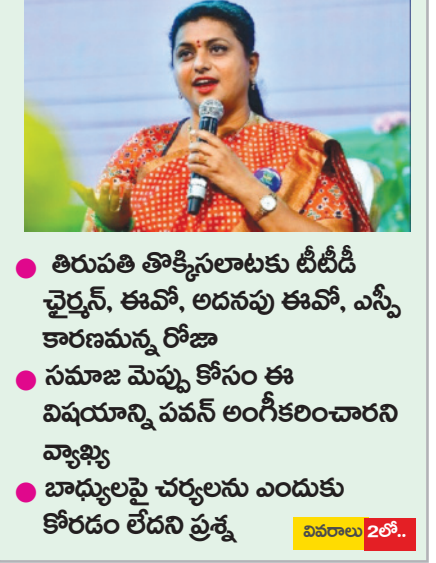 ● తిరుపతి తొక్కిసలాటకు టీటీడీ
ఛైర్మన్, ఈవో, అదనపు ఈవో, ఎస్పీ
కారణమన్న రోజా
● సమాజ మెప్పు కోసం ఈ
విషయాన్ని పవన్ అంగీకరించారని
వ్యాఖ్య
● బాధ్యులపై చర్యలను ఎందుకు
కోరడం లేదని ప్రశ్న
వివరాలు 2లో..